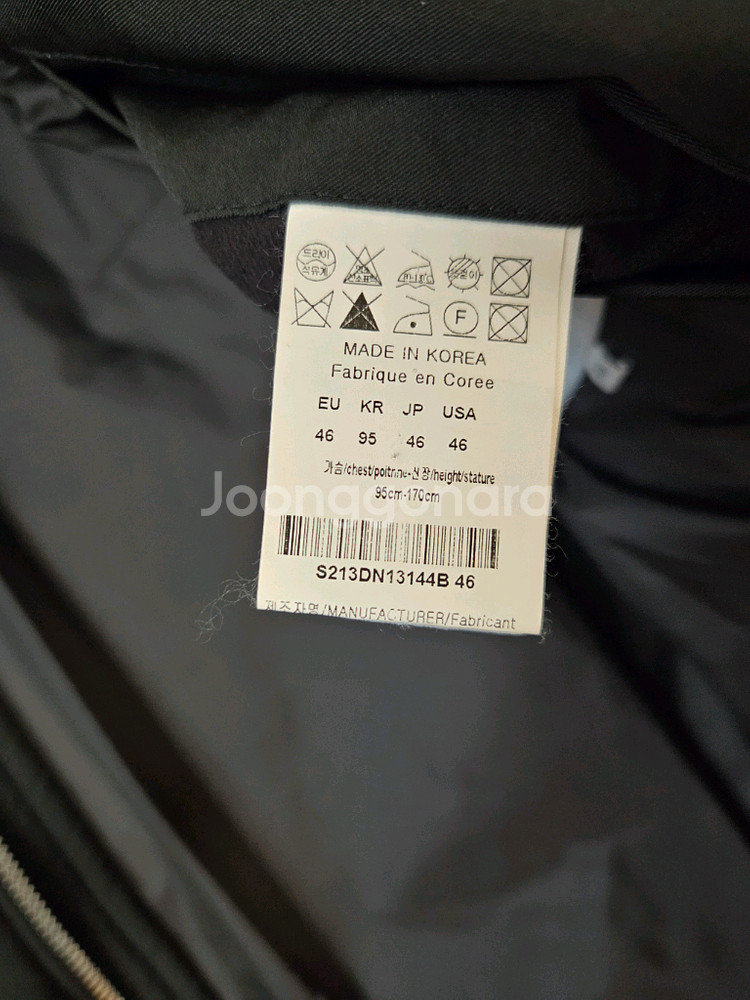 드라이
석유계
F
MADE IN KOREA
Fabrique en Coree
EU KR JP USA
46 95 46 46
가슴/chest/poitrine-신장/height/stature
95cm-170cm
Joonggonara
S213DN13144B 46
제조자명/MANUFACTURER/Fabricant